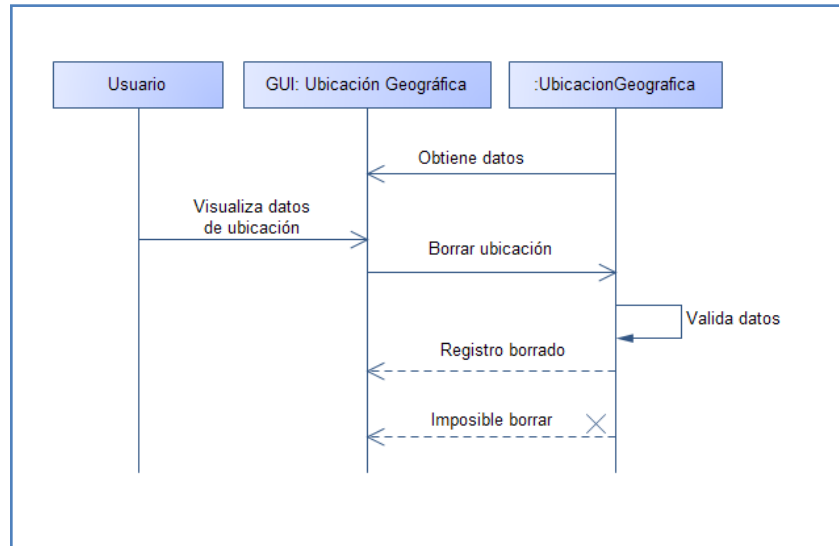 Usuario
GUI: Ubicación Geográfica
:UbicacionGeografica
Obtiene datos
Visualiza datos
de ubicación
Borrar ubicación
Valida datos
Registro borrado
Imposible borrar